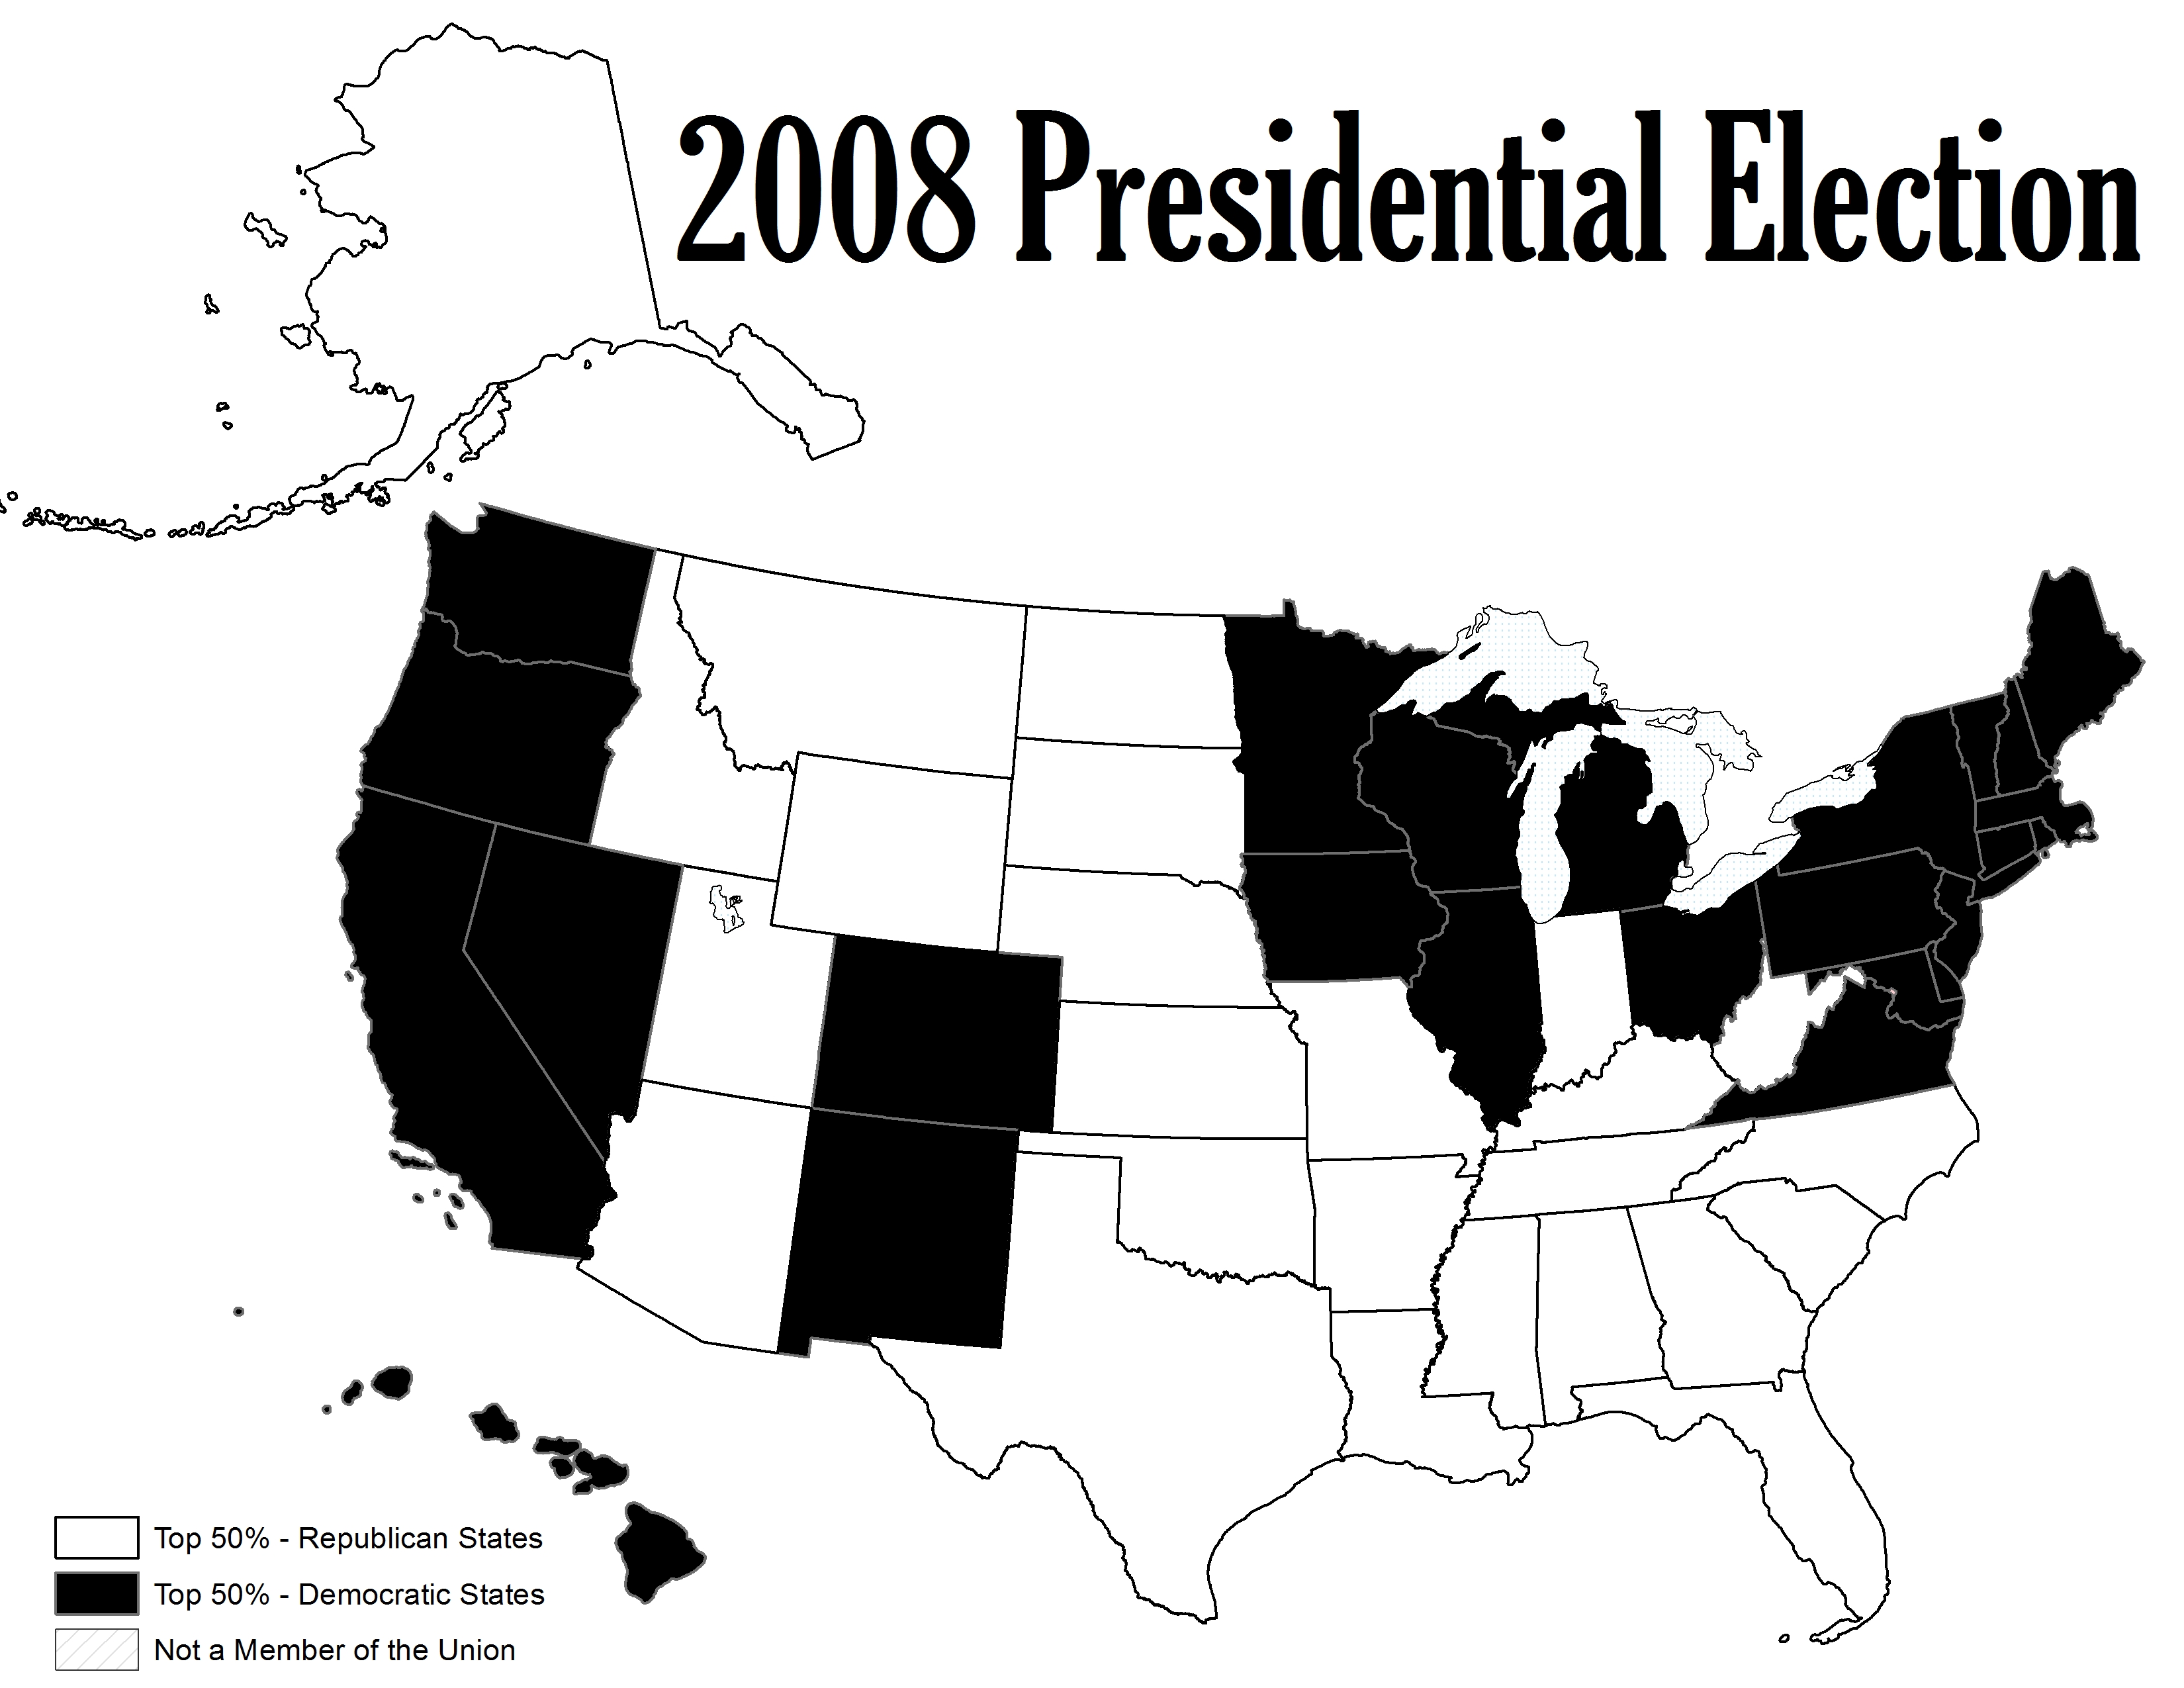 2008 Presidential Election
Top 50% - Republican States
Top 50% - Democratic States
Not a Member of the Union